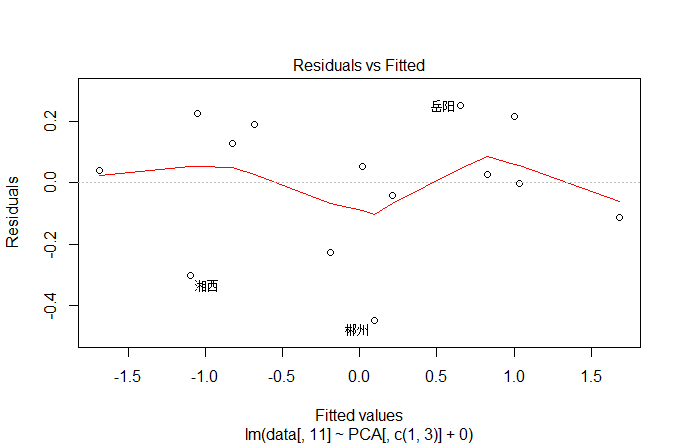 Residuals vs Fitted
0.2
0.0
-0.2
-0.4
Residuals
岳阳
湘西
郴州
-1.5 -1.0 -0.5 0.0 0.5 1.0 1.5
Fitted values
lm(data[, 11] ~ PCA[, c(1, 3)] + 0)